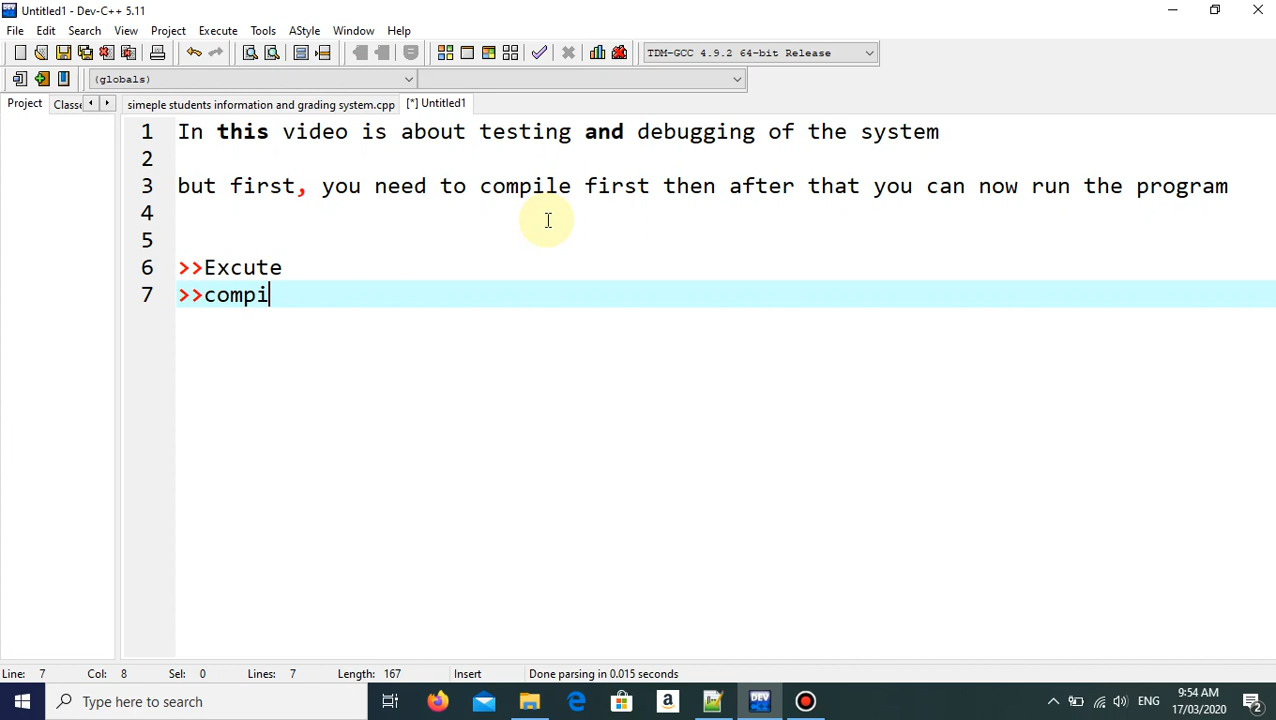 Untitled1 - Dev-C++ 5.11
File Edit Search View Project Execute Tools AStyle Window Help
TDM-GCC 4.9.2 64-bit Release
(globals)
Project Classe simeple students information and grading system.cpp [*] Untitled1
1 In this video is about testing and debugging of the system
2
3 but first, you need to compile first then after that you can now run the program
4
5
6 >>Excute
7 >>compi
Line: 7 Col: 8 Sel: 0 Lines: 7 Length: 167 Insert Done parsing in 0.015 seconds
Type here to search
ENG
9:54 AM
17/03/2020
2